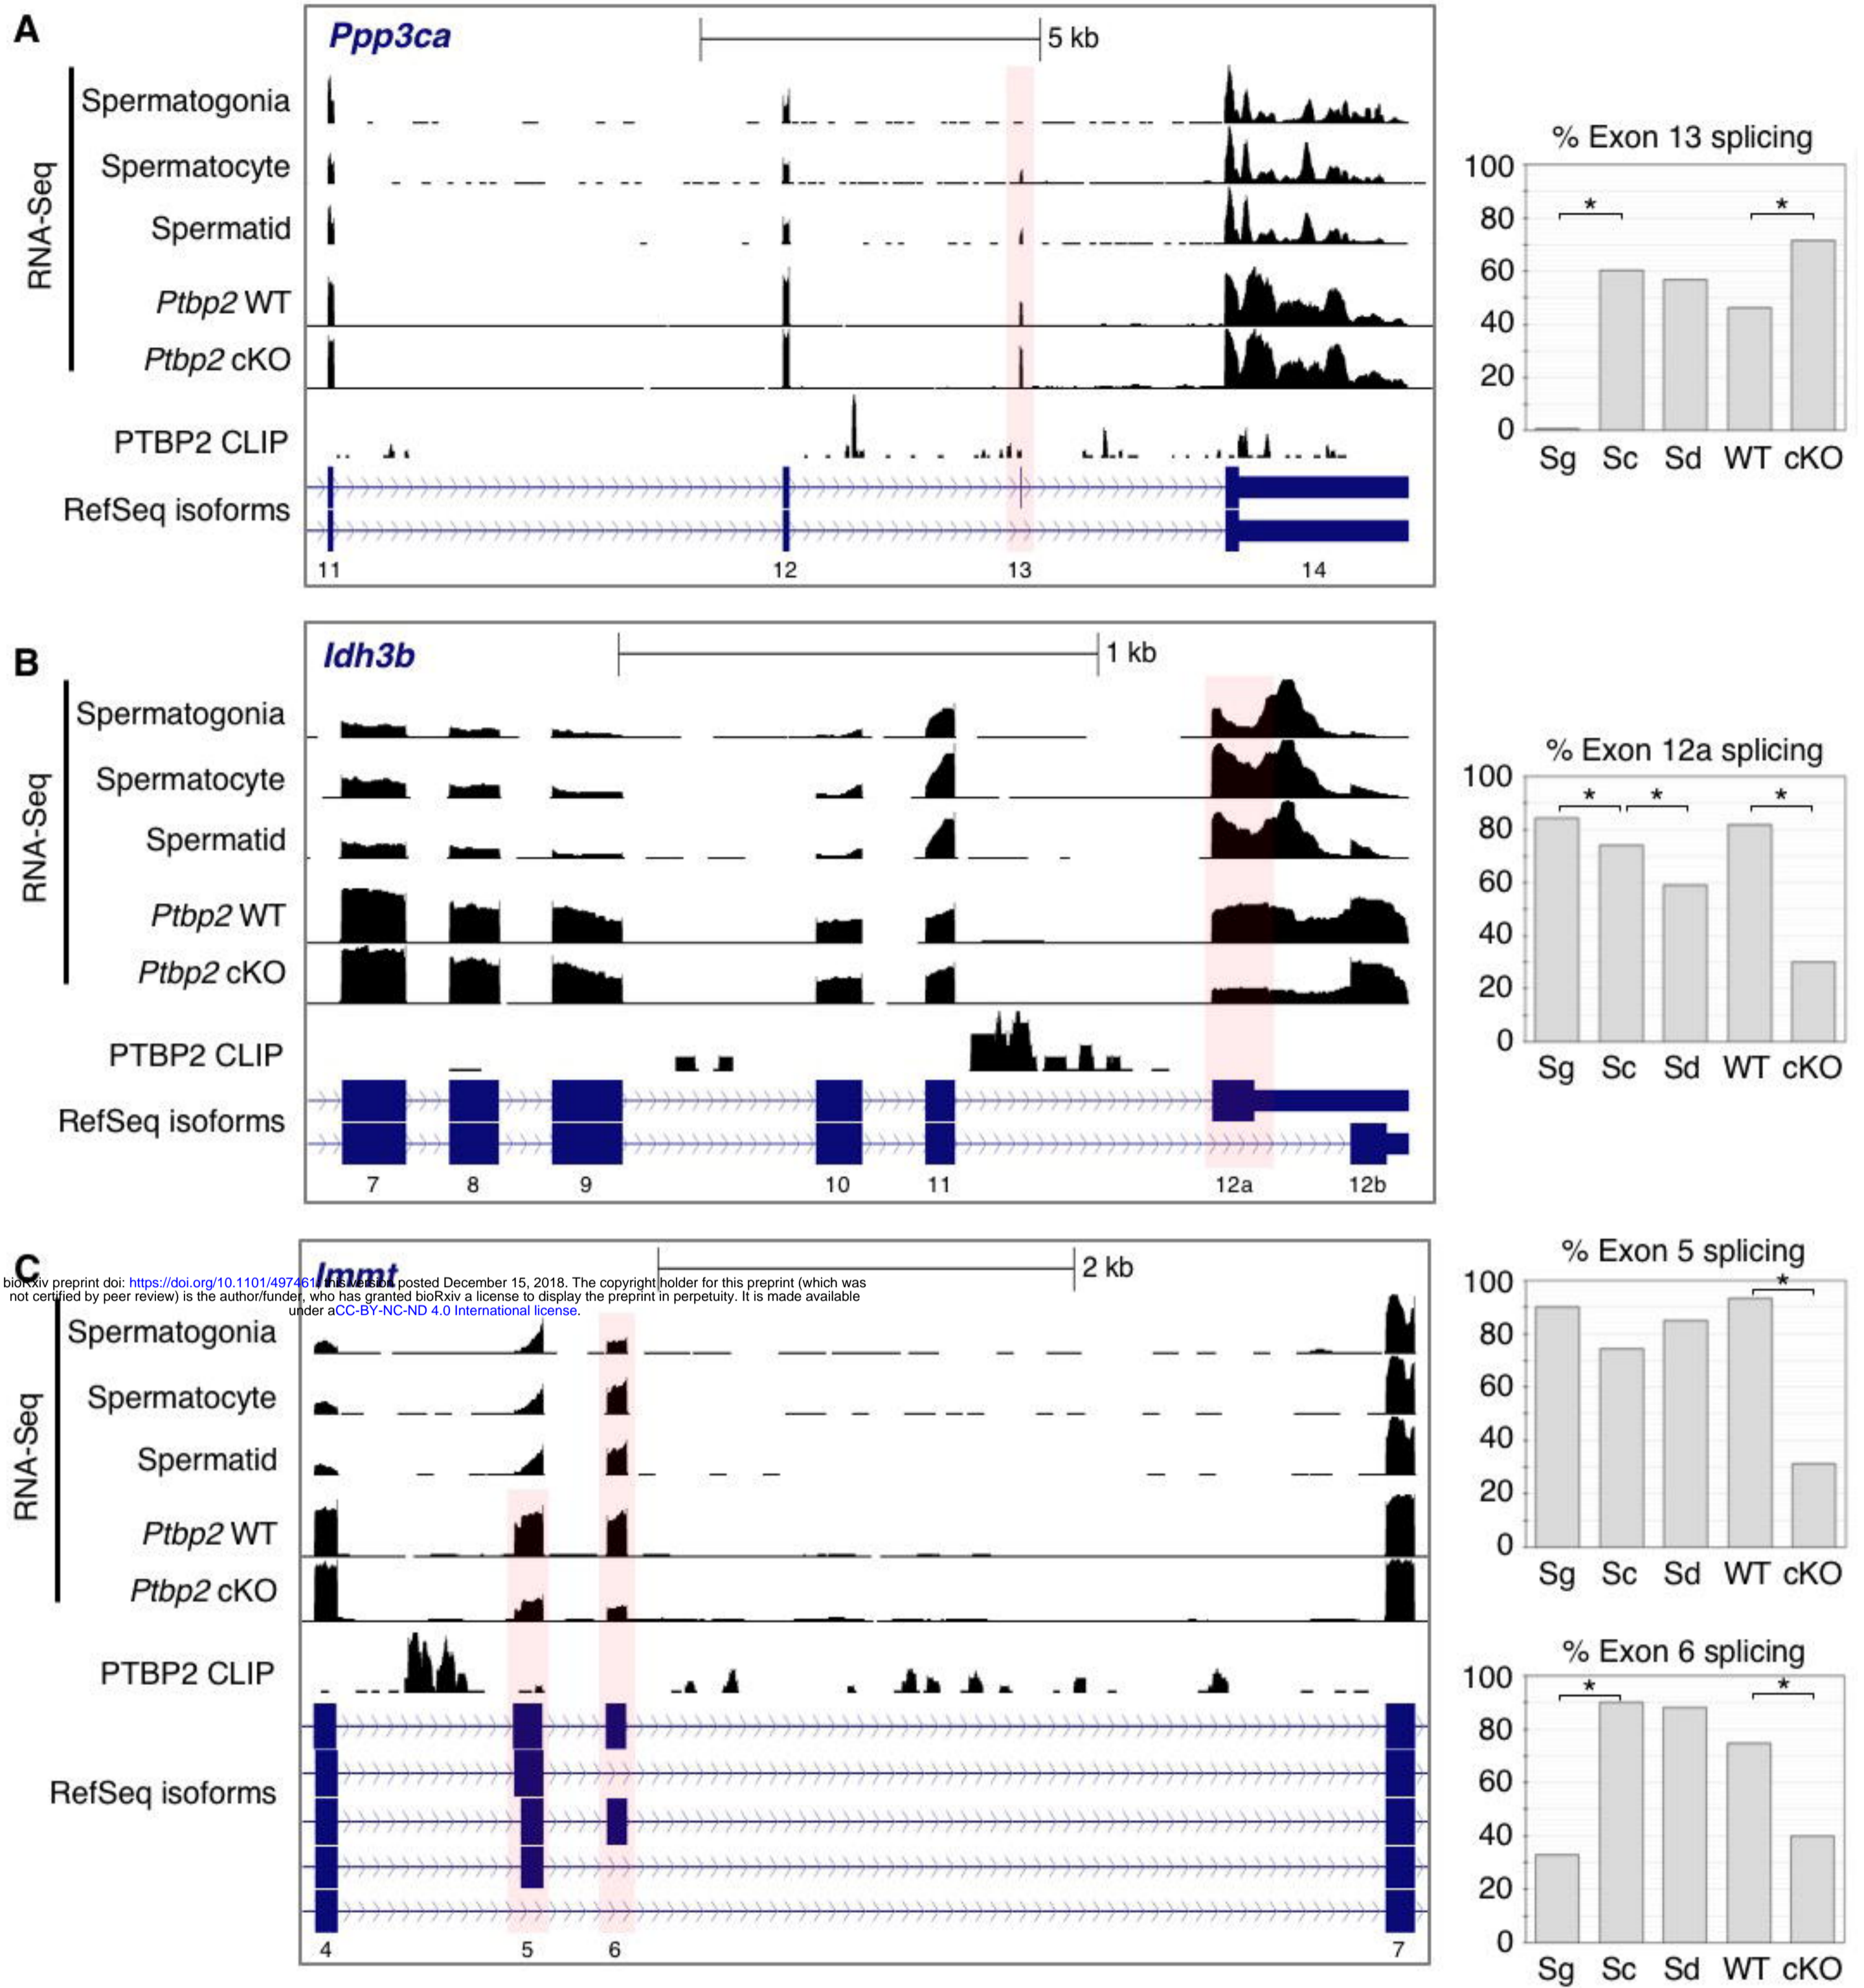 A
Ppp3ca
5 kb
RNA-Seq
Spermatogonia
Spermatocyte
Spermatid
Ptbp2 WT
Ptbp2 cKO
PTBP2 CLIP
RefSeq isoforms
11 12 13 14
% Exon 13 splicing
100
80
60
40
20
0
Sg Sc Sd WT cKO
* *
B
Idh3b
1 kb
RNA-Seq
Spermatogonia
Spermatocyte
Spermatid
Ptbp2 WT
Ptbp2 cKO
PTBP2 CLIP
RefSeq isoforms
7 8 9 10 11 12a 12b
% Exon 12a splicing
100
80
60
40
20
0
Sg Sc Sd WT cKO
* * *
C
Immt
2 kb
bioRxiv preprint doi: https://doi.org/10.1101/497461; this version posted December 15, 2018. The copyright holder for this preprint (which was
not certified by peer review) is the author/funder, who has granted bioRxiv a license to display the preprint in perpetuity. It is made available
under aCC-BY-NC-ND 4.0 International license.
RNA-Seq
Spermatogonia
Spermatocyte
Spermatid
Ptbp2 WT
Ptbp2 cKO
PTBP2 CLIP
RefSeq isoforms
4 5 6 7
% Exon 5 splicing
100
80
60
40
20
0
Sg Sc Sd WT cKO
*
% Exon 6 splicing
100
80
60
40
20
0
Sg Sc Sd WT cKO
* *